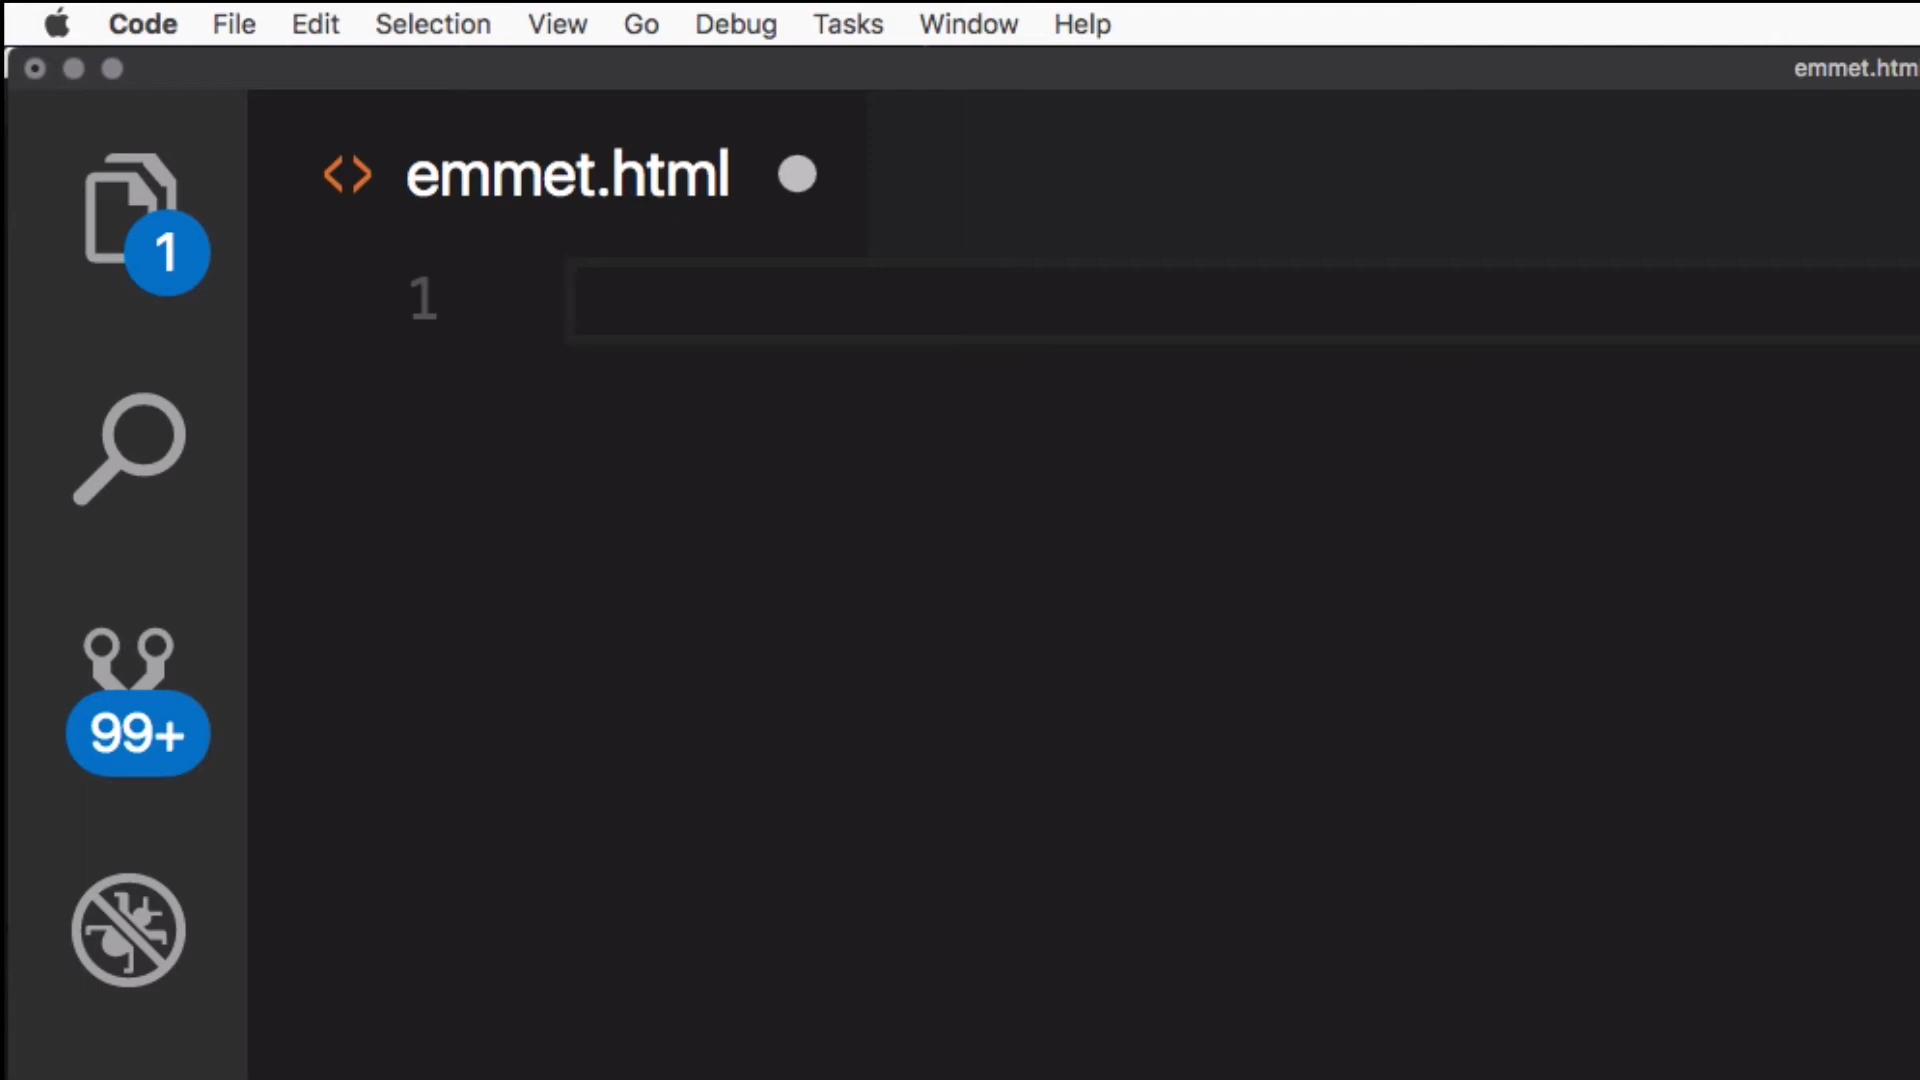 Code File Edit Selection View Go Debug Tasks Window Help
emmet.htm
<> emmet.html
1
1
99+